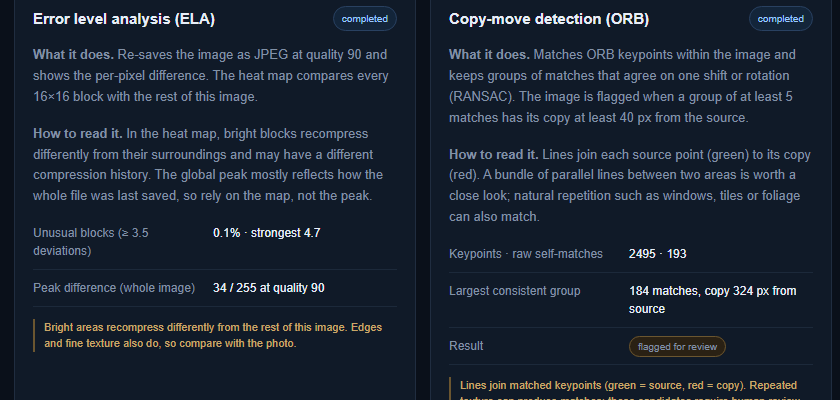 Error level analysis (ELA)
completed
What it does. Re-saves the image as JPEG at quality 90 and
shows the per-pixel difference. The heat map compares every
16×16 block with the rest of this image.
How to read it. In the heat map, bright blocks recompress
differently from their surroundings and may have a different
compression history. The global peak mostly reflects how the
whole file was last saved, so rely on the map, not the peak.
Unusual blocks (≥ 3.5
deviations)
0.1% · strongest 4.7
Peak difference (whole image)
34 / 255 at quality 90
Bright areas recompress differently from the rest of this image. Edges
and fine texture also do, so compare with the photo.
Copy-move detection (ORB)
completed
What it does. Matches ORB keypoints within the image and
keeps groups of matches that agree on one shift or rotation
(RANSAC). The image is flagged when a group of at least 5
matches has its copy at least 40 px from the source.
How to read it. Lines join each source point (green) to its copy
(red). A bundle of parallel lines between two areas is worth a
close look; natural repetition such as windows, tiles or foliage
can also match.
Keypoints · raw self-matches
2495 · 193
Largest consistent group
184 matches, copy 324 px from
source
Result
flagged for review
Lines join matched keypoints (green = source, red = copy). Repeated